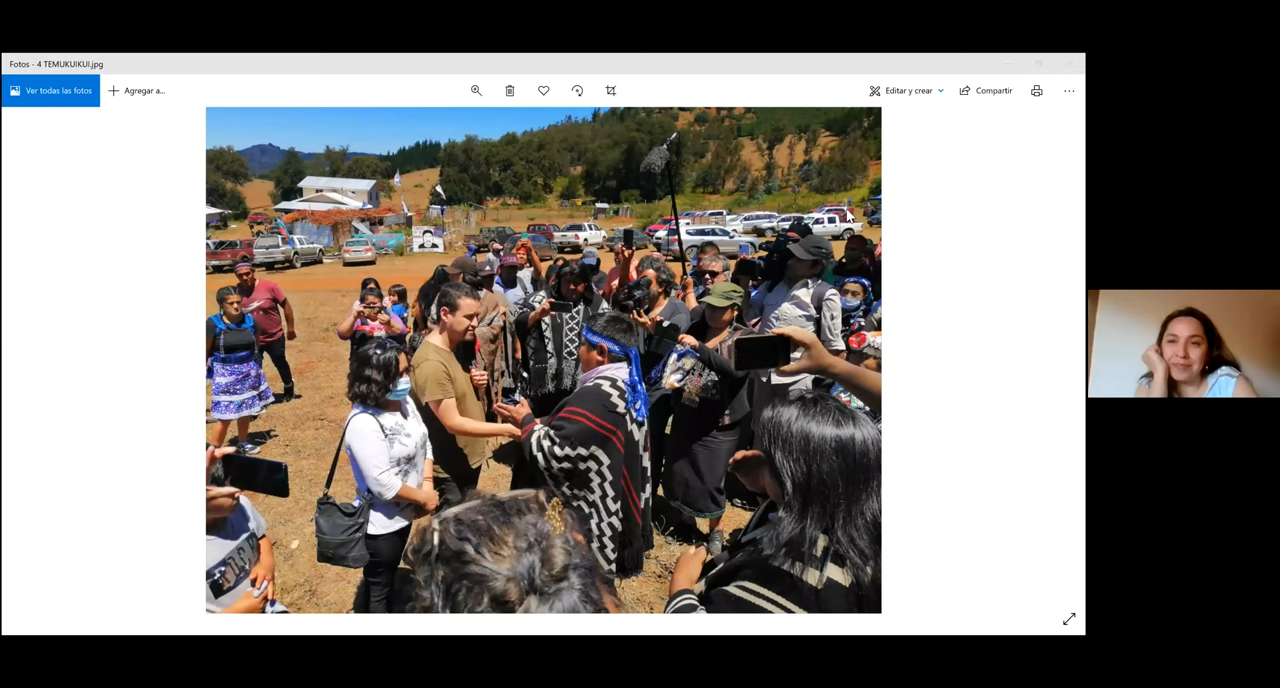 Fotos - 4 TEMUKUIKUI.jpg
Ver todas las fotos
Agregar a...
Editar y crear
Compartir